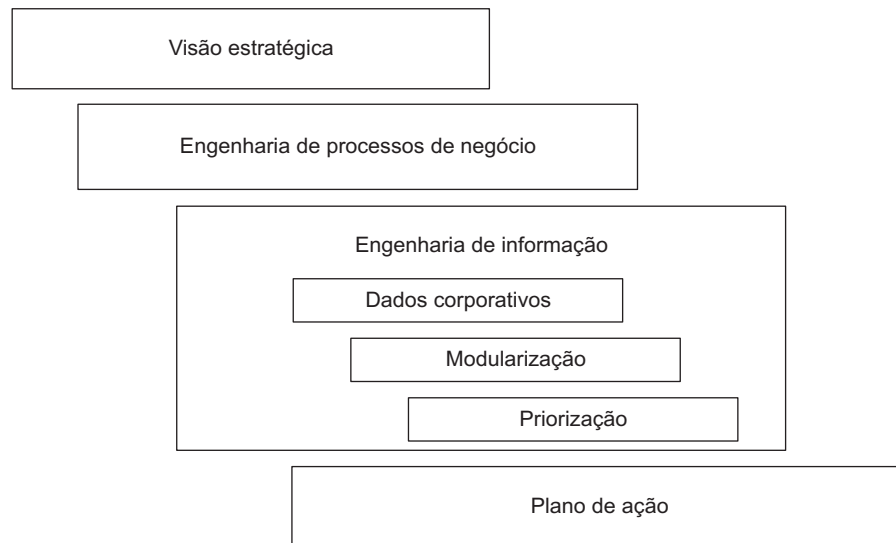 Visão estratégica
Engenharia de processos de negócio
Engenharia de informação
Dados corporativos
Modularização
Priorização
Plano de ação